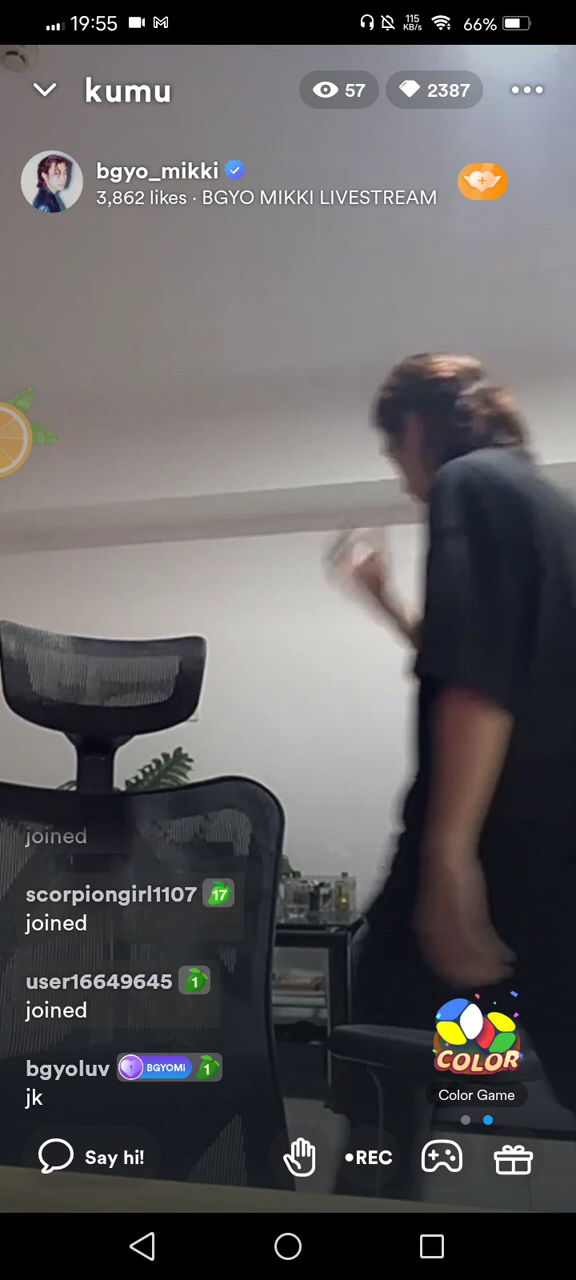 19:55
115
KB/s
66%
kumu
57
2387
bgyo_mikki
3,862 likes · BGYO MIKKI LIVESTREAM
joined
scorpiongirl1107 17
joined
user16649645 1
joined
bgyoluv 1 BGYOMi 1
jk
COLOR
Color Game
Say hi!
•REC